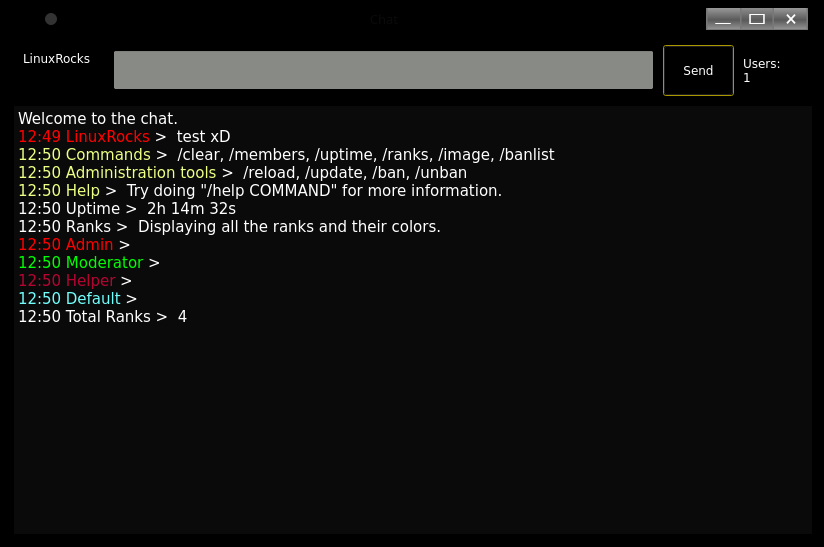 Chat
LinuxRocks
Send
Users:
1
Welcome to the chat.
12:49 LinuxRocks > test xD
12:50 Commands > /clear, /members, /uptime, /ranks, /image, /banlist
12:50 Administration tools > /reload, /update, /ban, /unban
12:50 Help > Try doing "/help COMMAND" for more information.
12:50 Uptime > 2h 14m 32s
12:50 Ranks > Displaying all the ranks and their colors.
12:50 Admin >
12:50 Moderator >
12:50 Helper >
12:50 Default >
12:50 Total Ranks > 4